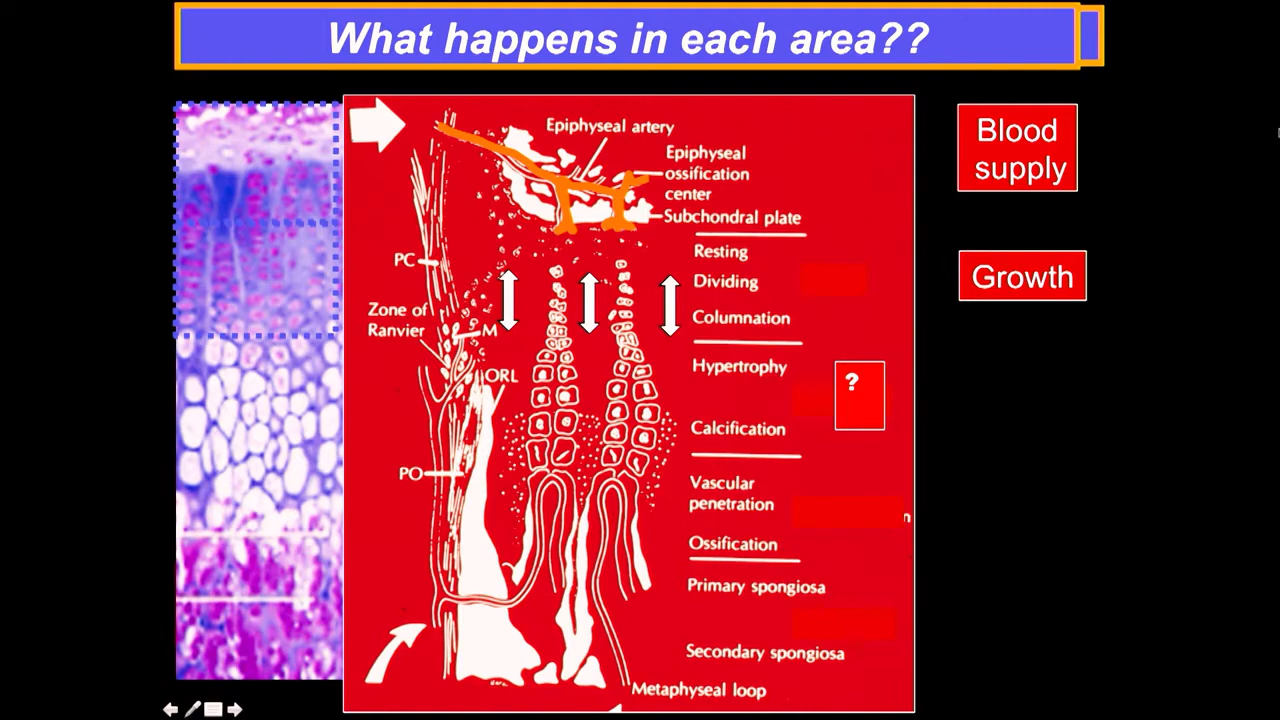 What happens in each area??
Epiphyseal artery
Epiphyseal
ossification
center
Subchondral plate
Resting
PC
Dividing
Zone of
Ranvier
M
Columnation
Hypertrophy
ORL
?
Calcification
PO
Vascular
penetration
n
Ossification
Primary spongiosa
Secondary spongiosa
Metaphyseal loop
Blood
supply
Growth